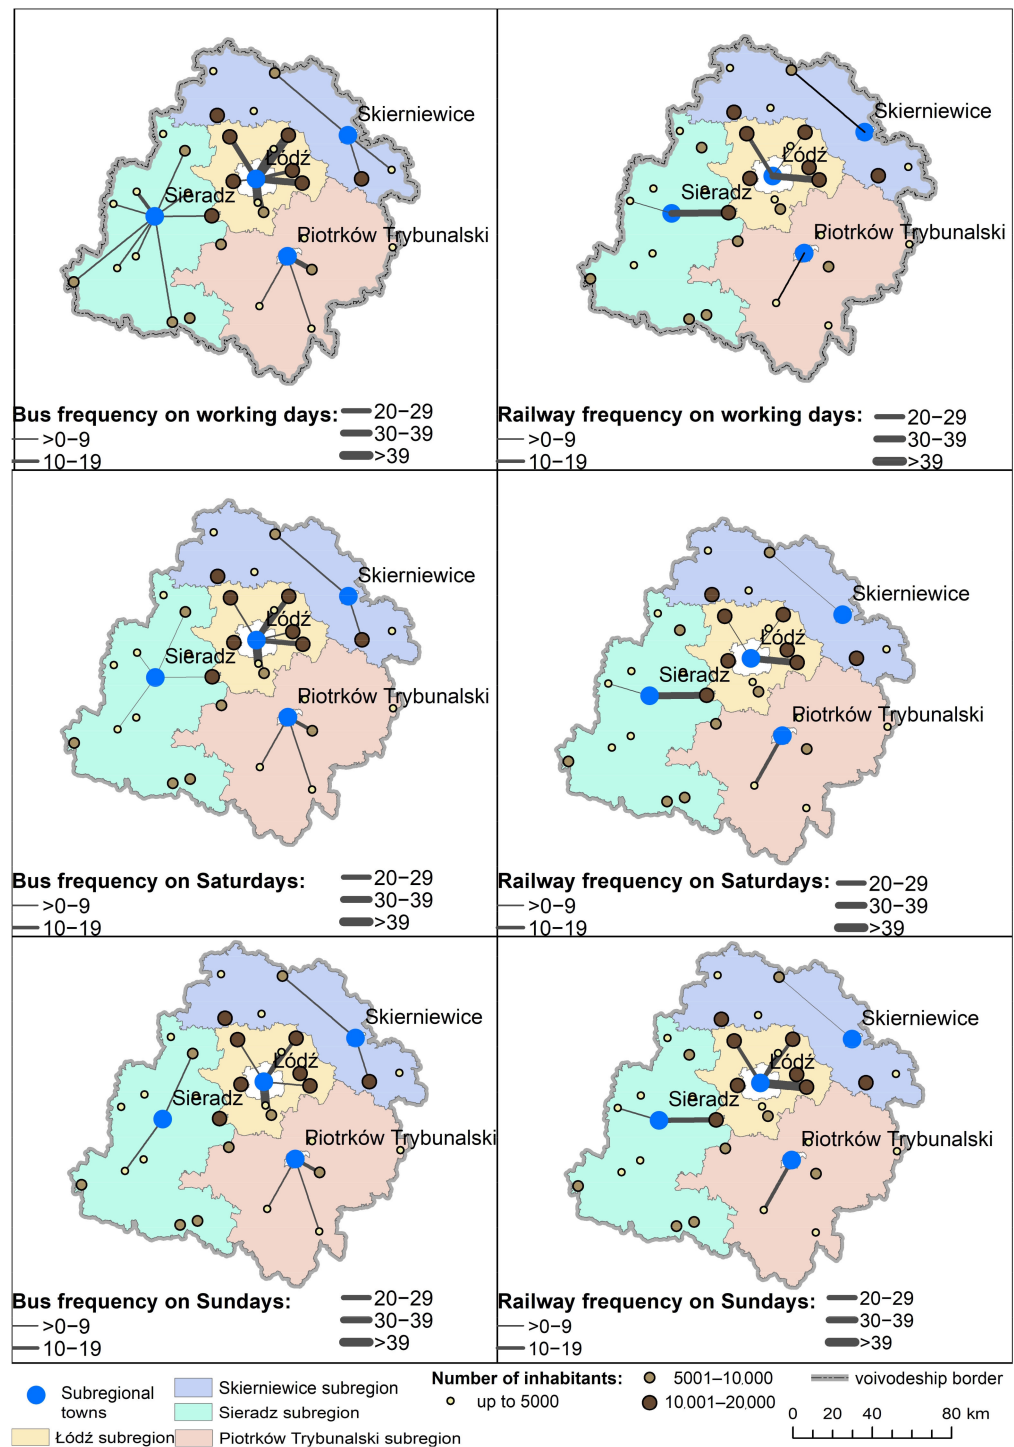 Skierniewice
Łódź
Sieradz
Piotrków Trybunalski
Bus frequency on working days:
>0–9
10–19
20–29
30–39
>39
Skierniewice
Łódź
Sieradz
Piotrków Trybunalski
Railway frequency on working days:
>0–9
10–19
20–29
30–39
>39
Skierniewice
Łódź
Sieradz
Piotrków Trybunalski
Bus frequency on Saturdays:
>0–9
10–19
20–29
30–39
>39
Skierniewice
Łódź
Sieradz
Piotrków Trybunalski
Railway frequency on Saturdays:
>0–9
10–19
20–29
30–39
>39
Skierniewice
Łódź
Sieradz
Piotrków Trybunalski
Bus frequency on Sundays:
>0–9
10–19
20–29
30–39
>39
Skierniewice
Łódź
Sieradz
Piotrków Trybunalski
Railway frequency on Sundays:
>0–9
10–19
20–29
30–39
>39
Subregional
towns
Łódź subregion
Skierniewice subregion
Sieradz subregion
Piotrków Trybunalski subregion
Number of inhabitants:
up to 5000
5001–10,000
10,001–20,000
voivodeship border
0 20 40 80 km